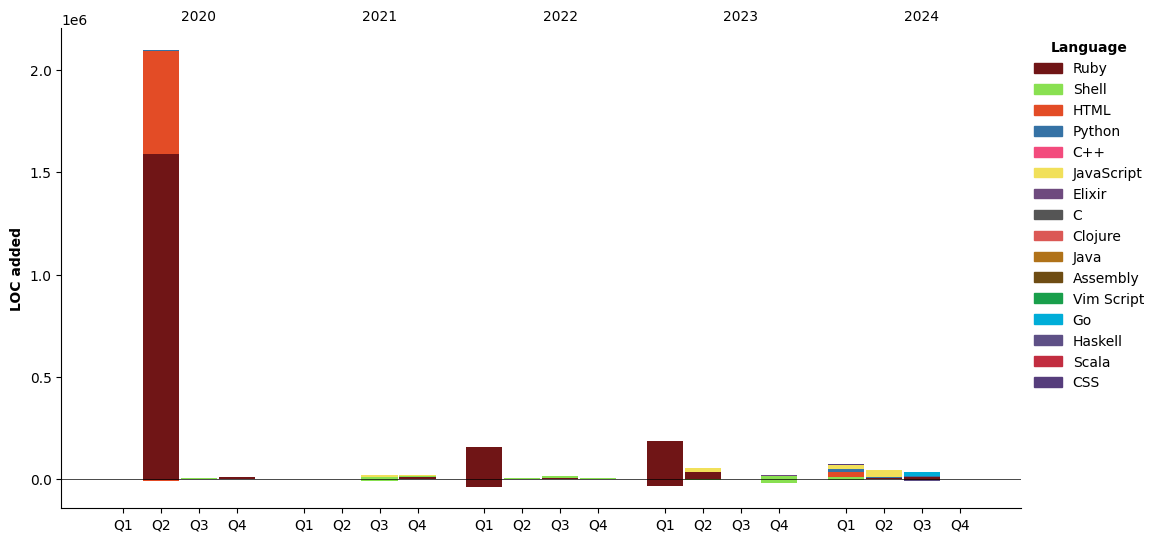 1e6
2020 2021 2022 2023 2024
Language
Ruby
Shell
HTML
Python
C++
JavaScript
Elixir
C
Clojure
Java
Assembly
Vim Script
Go
Haskell
Scala
CSS
LOC added
2.0
1.5
1.0
0.5
0.0
Q1 Q2 Q3 Q4 Q1 Q2 Q3 Q4 Q1 Q2 Q3 Q4 Q1 Q2 Q3 Q4 Q1 Q2 Q3 Q4